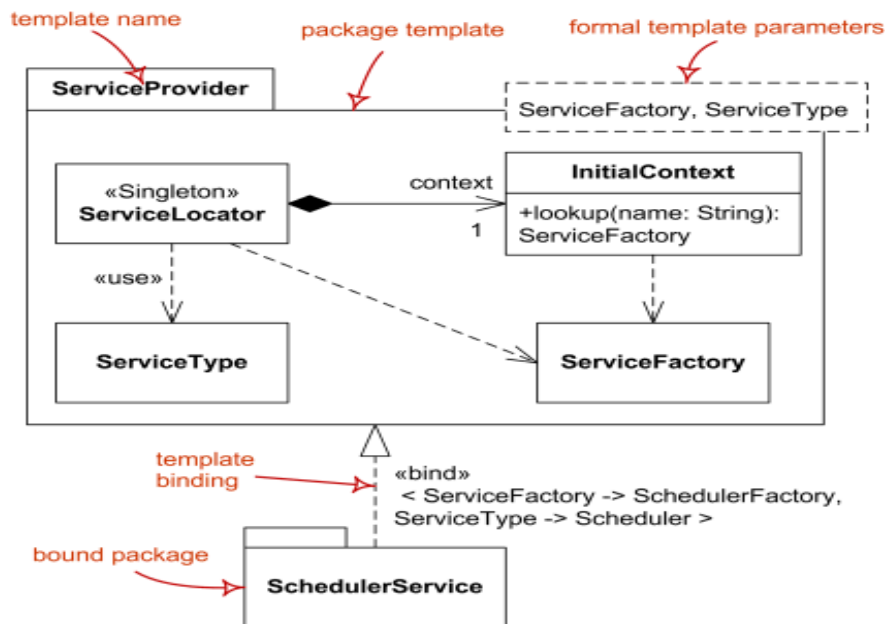 template name
package template
formal template parameters
ServiceProvider
ServiceFactory, ServiceType
«Singleton»
ServiceLocator
context
1
InitialContext
+lookup(name: String):
ServiceFactory
«use»
ServiceType
ServiceFactory
template
binding
«bind»
< ServiceFactory -> SchedulerFactory,
ServiceType -> Scheduler >
bound package
SchedulerService